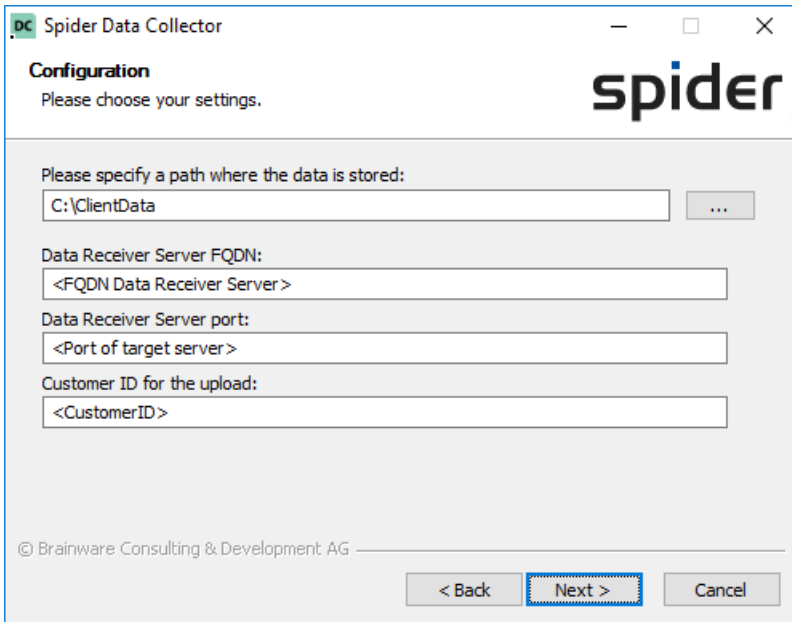 DC Spider Data Collector
Configuration
Please choose your settings.
spider
Please specify a path where the data is stored:
C:\ClientData
...
Data Receiver Server FQDN:
<FQDN Data Receiver Server>
Data Receiver Server port:
<Port of target server>
Customer ID for the upload:
<CustomerID>
© Brainware Consulting & Development AG
< Back Next > Cancel